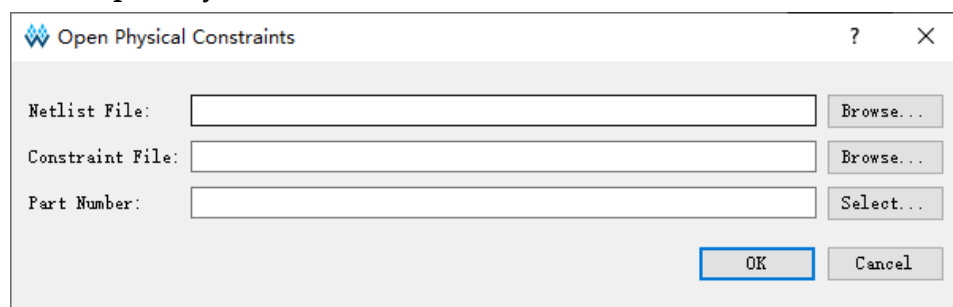 Open Physical Constraints ?
Netlist File: Browse...
Constraint File: Browse...
Part Number: Select...
OK Cancel